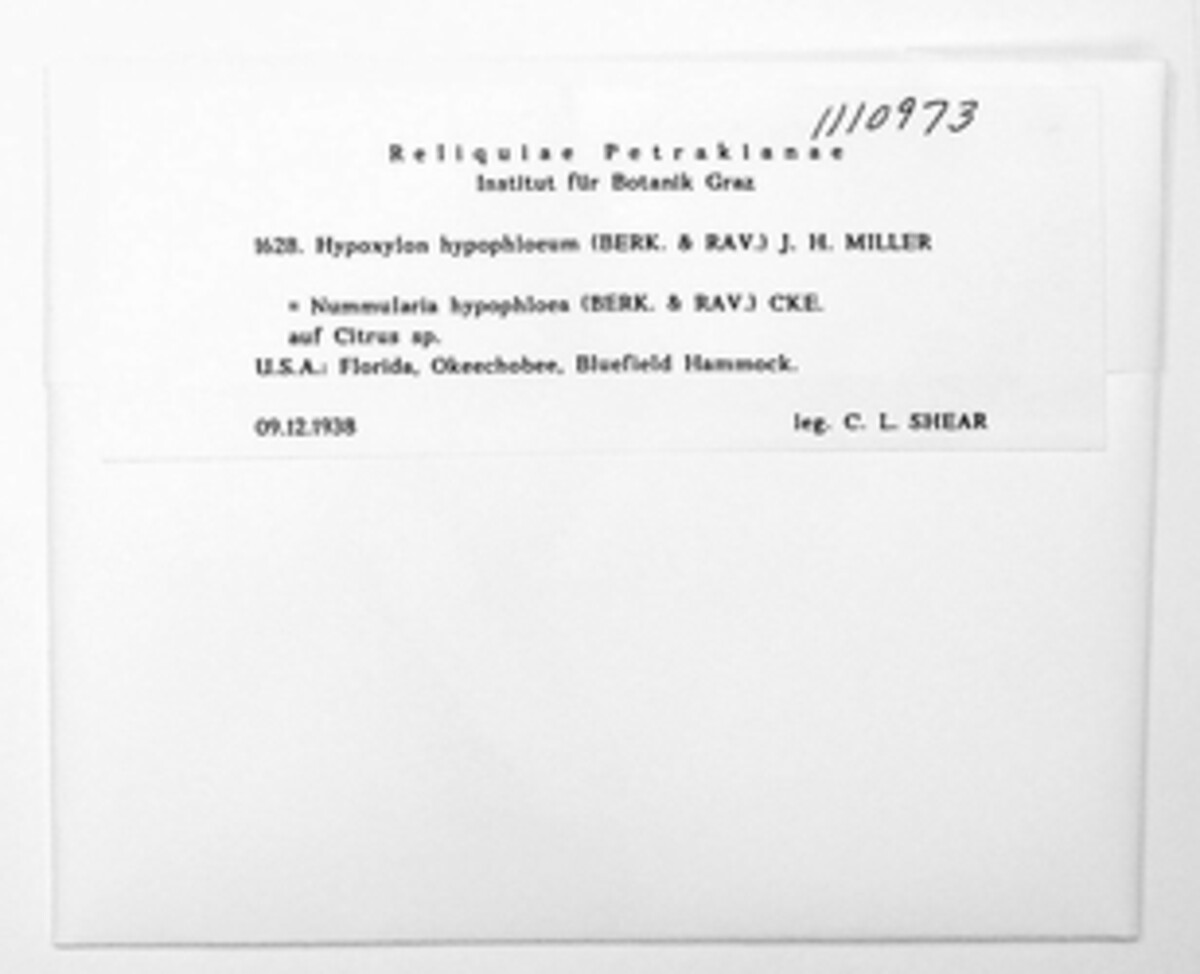 1110973
Reliquiae Petrakianae
Institut für Botanik Graz
1628. Hypoxylon hypophloeum (BERK. & RAV.) J. H. MILLER
= Nummularia hypophloea (BERK. & RAV.) CKE.
auf Citrus sp.
U.S.A.: Florida, Okeechobee, Bluefield Hammock.
09.12.1938 leg. C. L. SHEAR